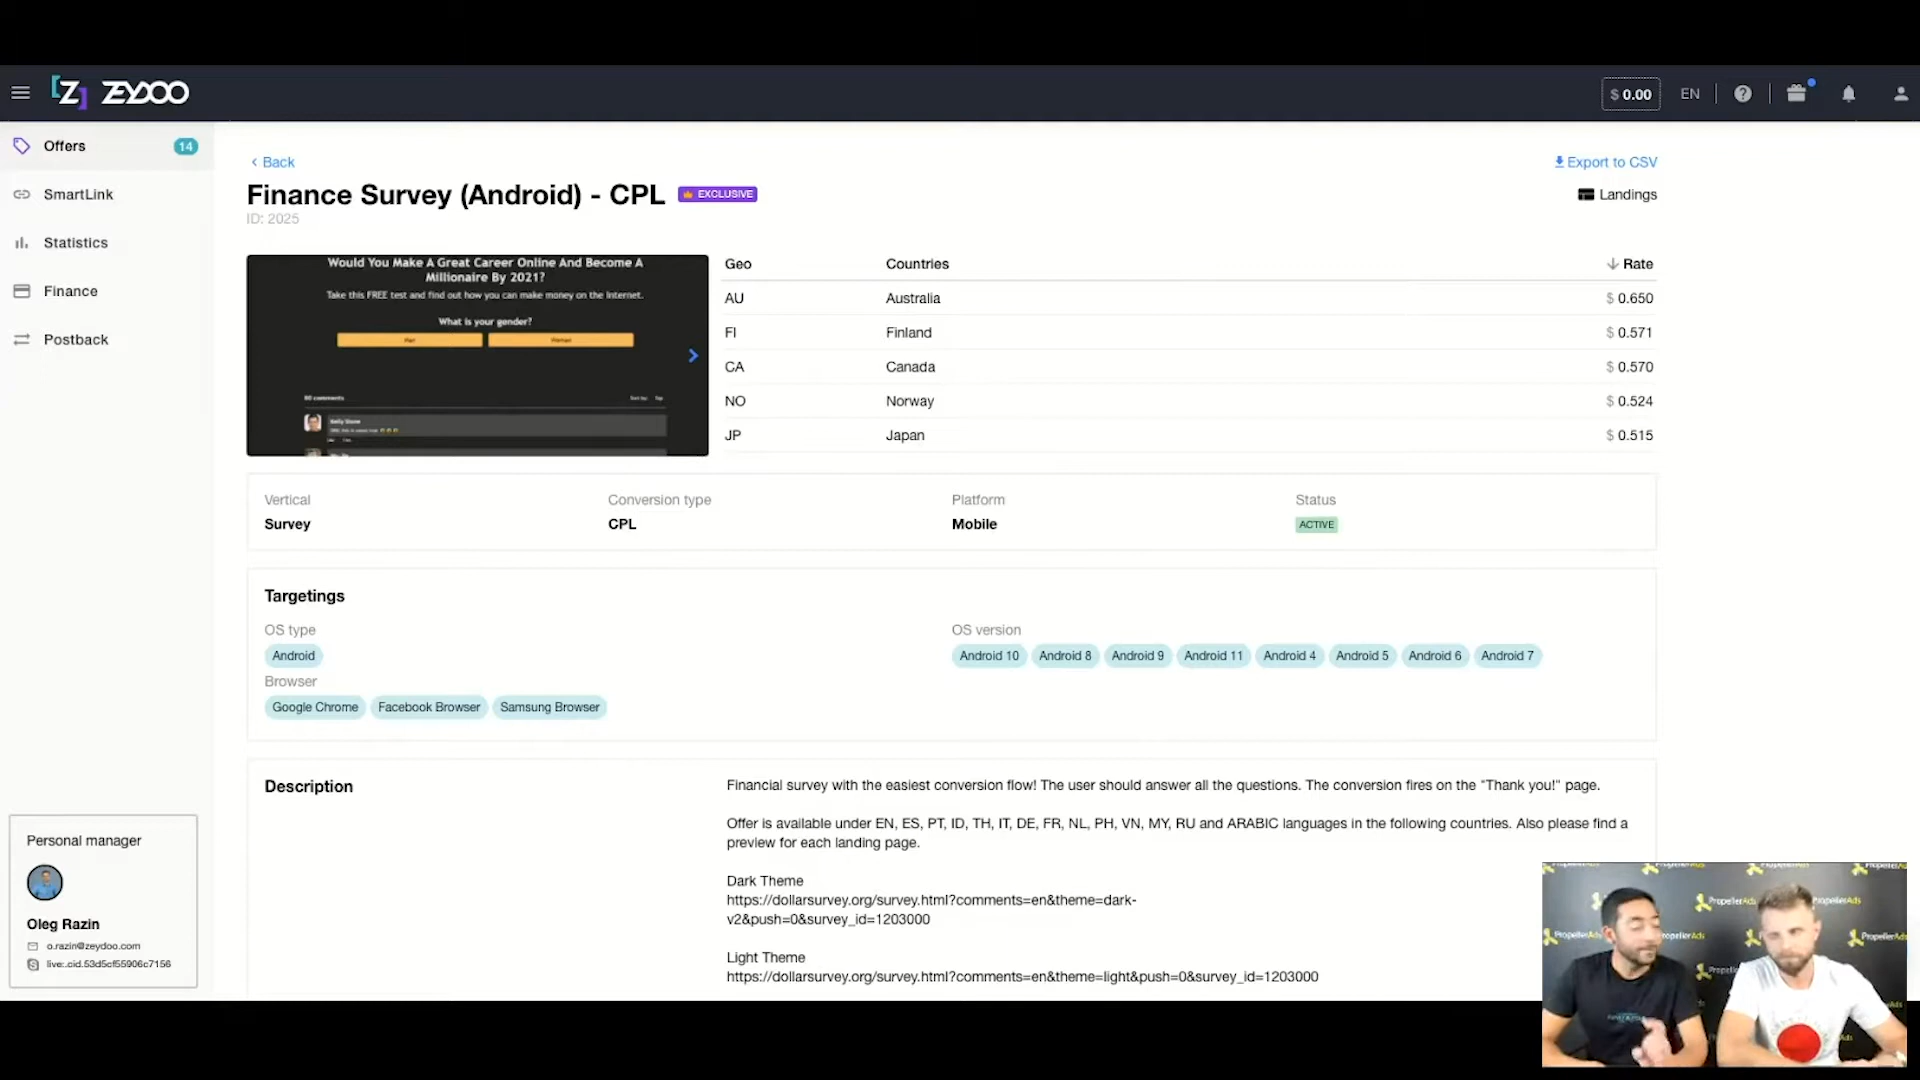 ZEYDOO
$ 0.00
EN
Offers
14
SmartLink
Statistics
Finance
Postback
Back
Export to CSV
Finance Survey (Android) - CPL
EXCLUSIVE
ID: 2025
Landings
Would You Make A Great Career Online And Become A
Millionaire By 2021?
Take this FREE test and find out how you can make money on the Internet.
What is your gender?
Man
Woman
80 comments
Sort by: Top
Kelly Stone
Geo Countries Rate
AU Australia $ 0.650
FI Finland $ 0.571
CA Canada $ 0.570
NO Norway $ 0.524
JP Japan $ 0.515
Vertical Conversion type Platform Status
Survey CPL Mobile ACTIVE
Targetings
OS type
Android
OS version
Android 10 Android 8 Android 9 Android 11 Android 4 Android 5 Android 6 Android 7
Browser
Google Chrome Facebook Browser Samsung Browser
Description
Financial survey with the easiest conversion flow! The user should answer all the questions. The conversion fires on the "Thank you!" page.
Offer is available under EN, ES, PT, ID, TH, IT, DE, FR, NL, PH, VN, MY, RU and ARABIC languages in the following countries. Also please find a
preview for each landing page.
Dark Theme
https://dollarsurvey.org/survey.html?comments=en&theme=dark-
v2&push=0&survey_id=1203000
Light Theme
https://dollarsurvey.org/survey.html?comments=en&theme=light&push=0&survey_id=1203000
Personal manager
Oleg Razin
o.razin@zeydoo.com
live:.cid.53d5cf55906c7156
PropellerAds